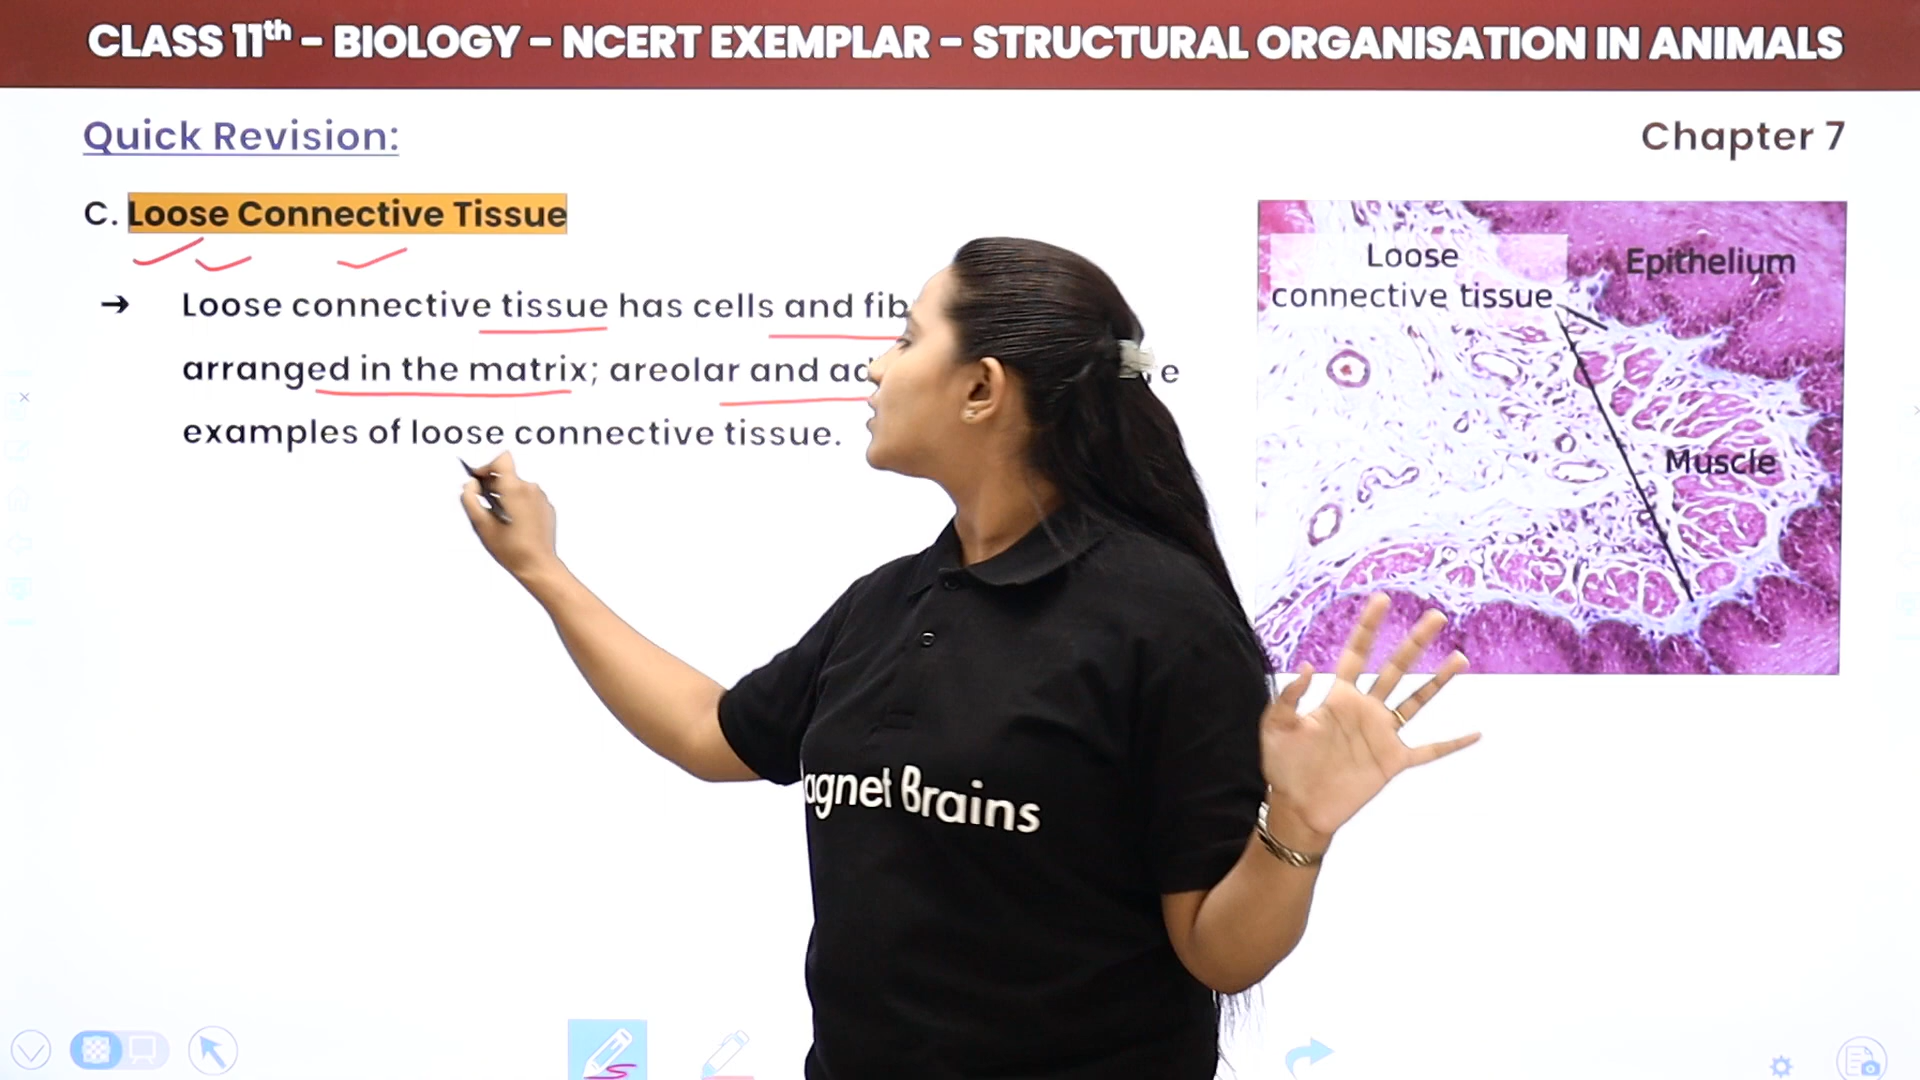 CLASS 11th - BIOLOGY - NCERT EXEMPLAR - STRUCTURAL ORGANISATION IN ANIMALS
Quick Revision:
Chapter 7
C. Loose Connective Tissue
→ Loose connective tissue has cells and fib
arranged in the matrix; areolar and ad e
examples of loose connective tissue.
Loose
connective tissue
Epithelium
Muscle
agnet Brains